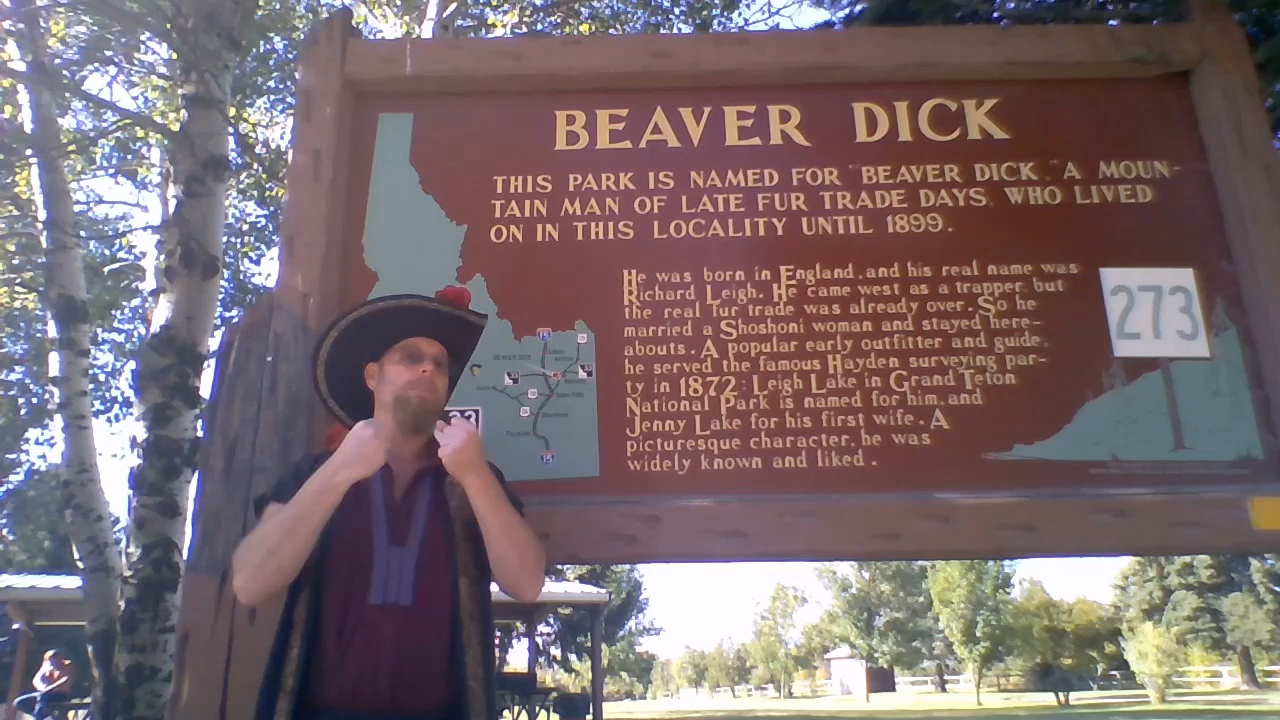 BEAVER DICK
THIS PARK IS NAMED FOR "BEAVER DICK," A MOUN-
TAIN MAN OF LATE FUR TRADE DAYS, WHO LIVED
ON IN THIS LOCALITY UNTIL 1899.
He was born in England, and his real name was
Richard Leigh. He came west as a trapper, but
the real fur trade was already over. So he
married a Shoshoni woman and stayed here-
abouts. A popular early outfitter and guide,
he served the famous Hayden surveying par-
ty in 1872: Leigh Lake in Grand Teton
National Park is named for him, and
Jenny Lake for his first wife. A
picturesque character, he was
widely known and liked.
273
15